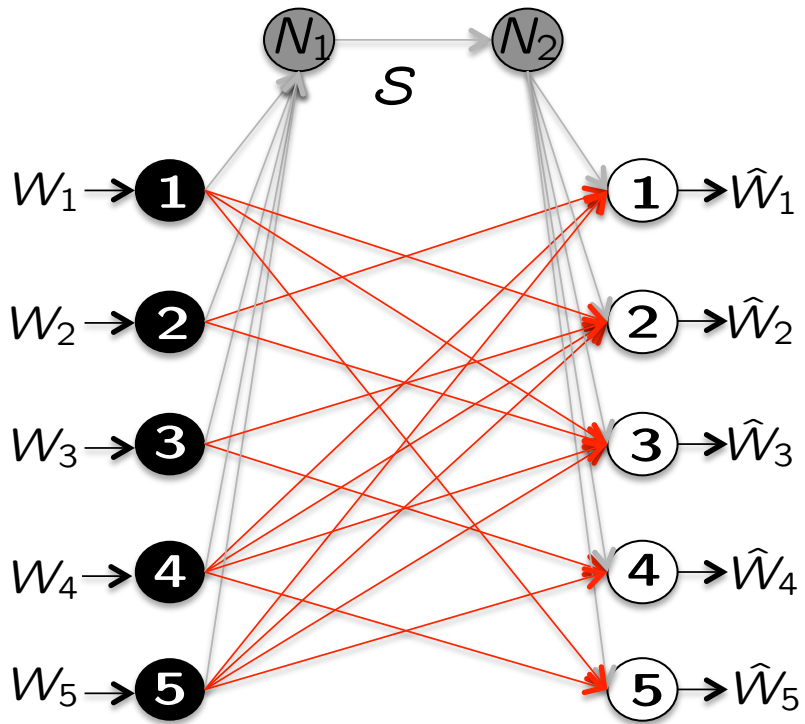 N₁ N₂
𝒮
W₁ 1 1 Ŵ₁
W₂ 2 2 Ŵ₂
W₃ 3 3 Ŵ₃
W₄ 4 4 Ŵ₄
W₅ 5 5 Ŵ₅